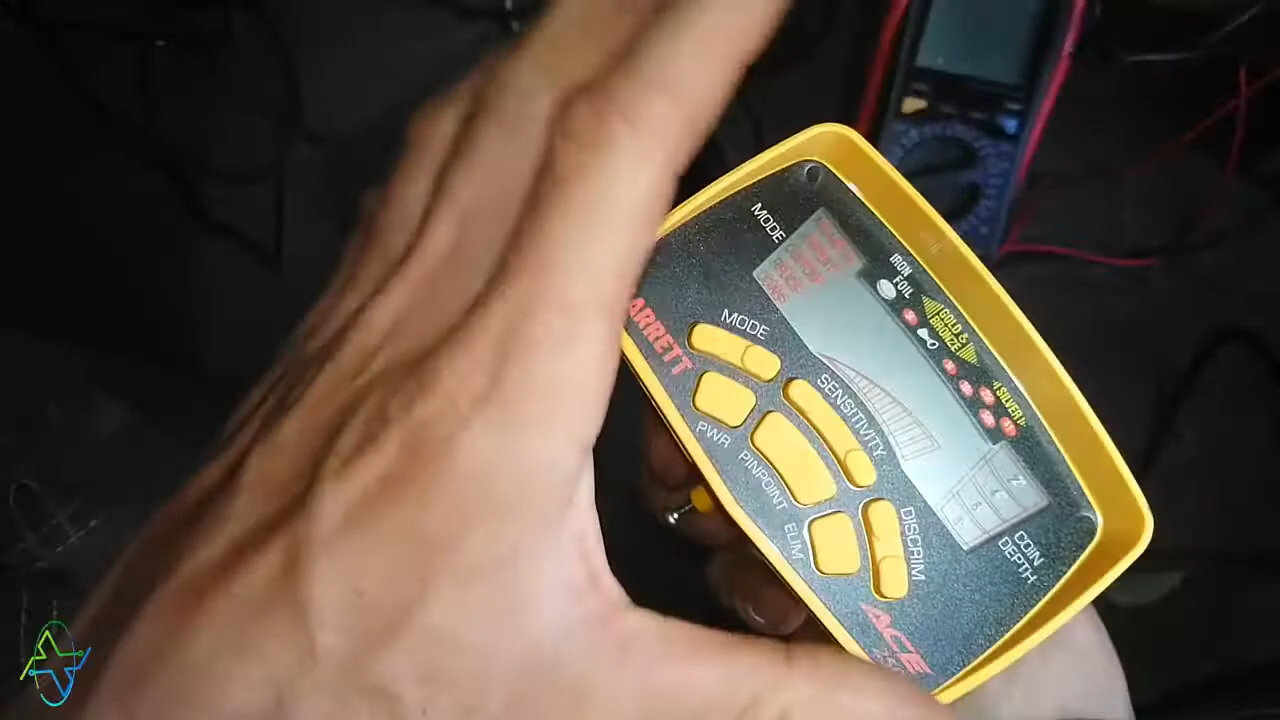 MODE
IRON
FOIL
GOLD &
BRONZE
SILVER
ARRETT
MODE
SENSITIVITY
PWR
PINPOINT
ELIM
DISCRIM
COIN
DEPTH
ACE